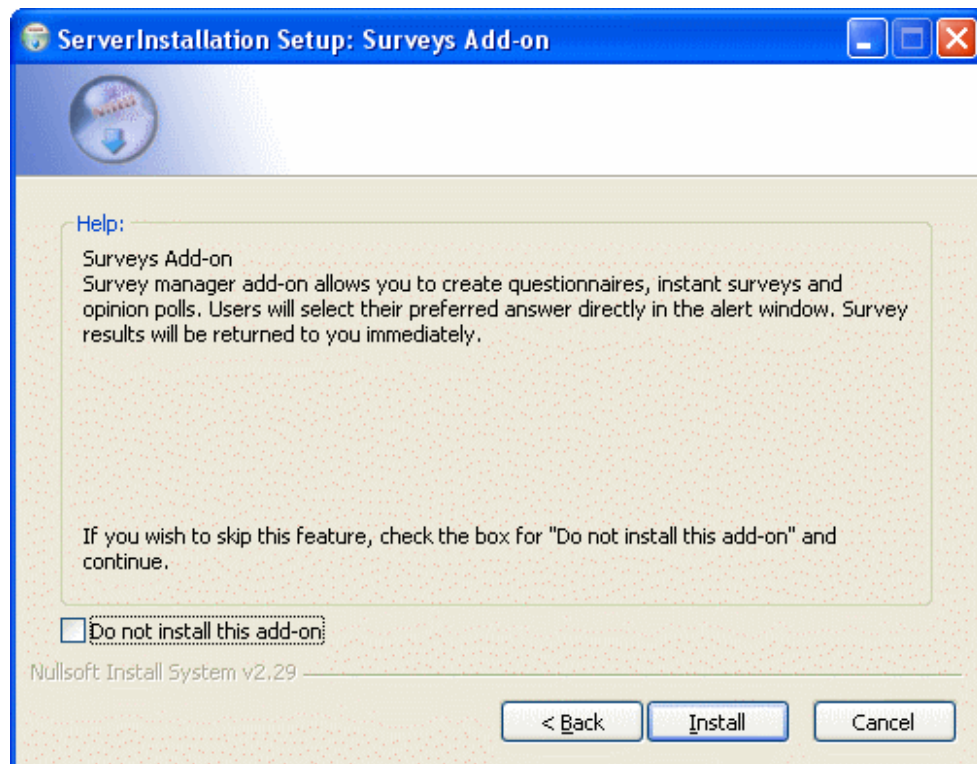 ServerInstallation Setup: Surveys Add-on
Help:
Surveys Add-on
Survey manager add-on allows you to create questionnaires, instant surveys and
opinion polls. Users will select their preferred answer directly in the alert window. Survey
results will be returned to you immediately.
If you wish to skip this feature, check the box for "Do not install this add-on" and
continue.
Do not install this add-on
Nullsoft Install System v2.29
< Back
Install
Cancel